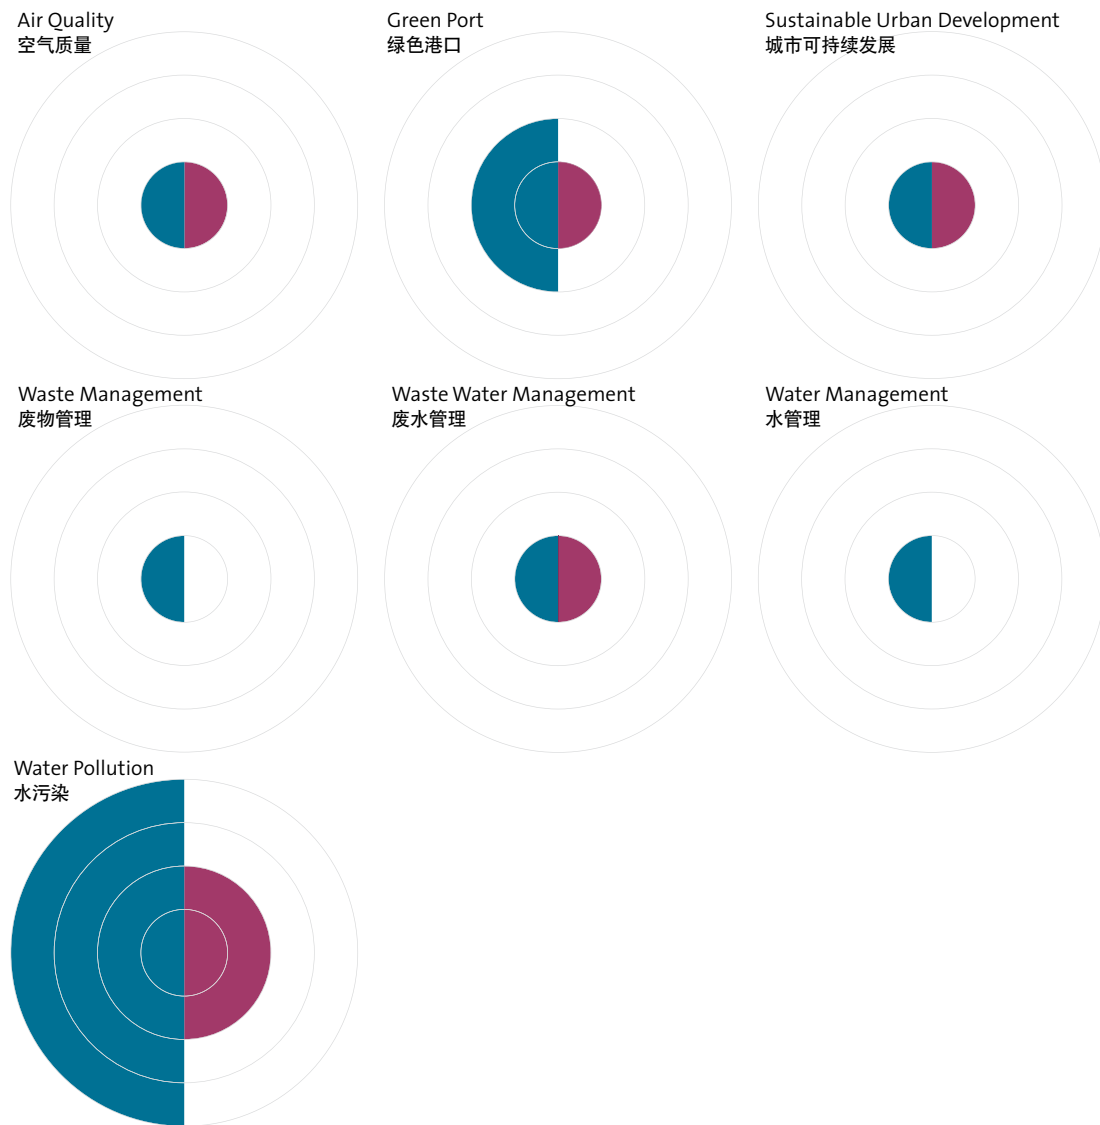 Air Quality
空气质量
Green Port
绿色港口
Sustainable Urban Development
城市可持续发展
Waste Management
废物管理
Waste Water Management
废水管理
Water Management
水管理
Water Pollution
水污染